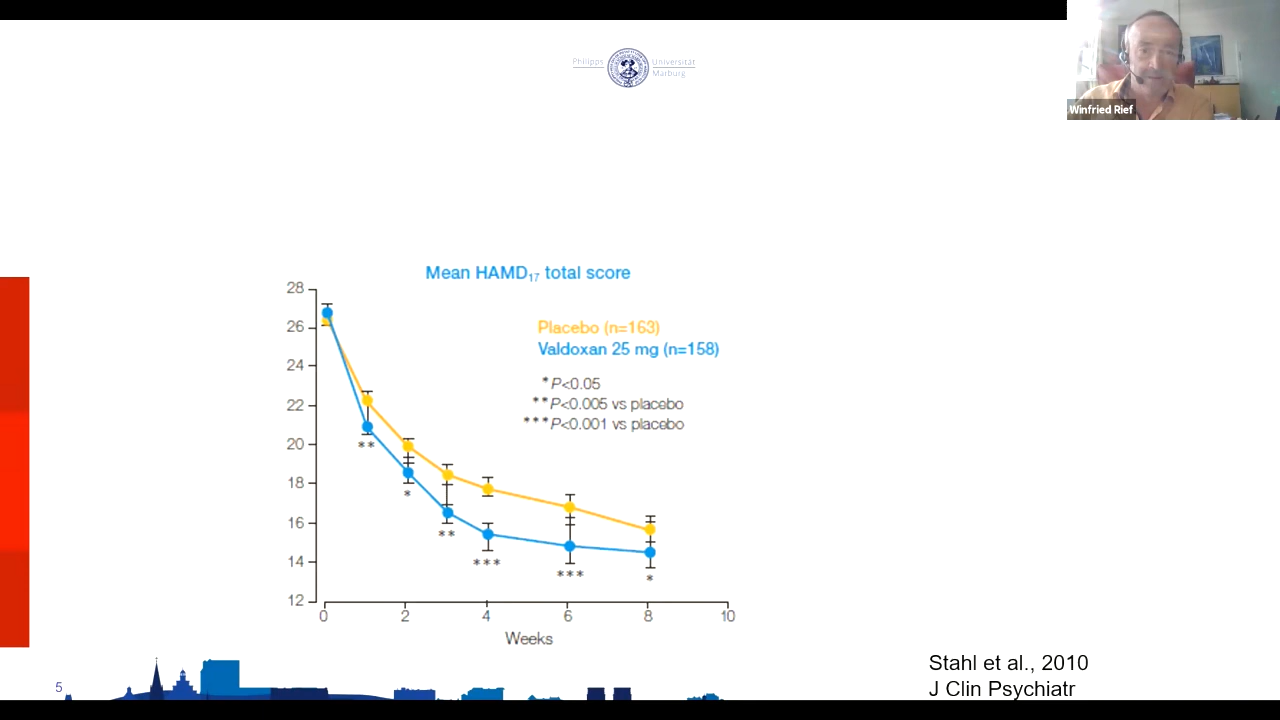 Philipps
Universität
Marburg
Winfried Rief
Mean HAMD17 total score
Placebo (n=163)
Valdoxan 25 mg (n=158)
*P<0.05
**P<0.005 vs placebo
***P<0.001 vs placebo
28
26
24
22
20
18
16
14
12
**
*
**
***
***
*
0 2 4 6 8 10
Weeks
Stahl et al., 2010
J Clin Psychiatr
5